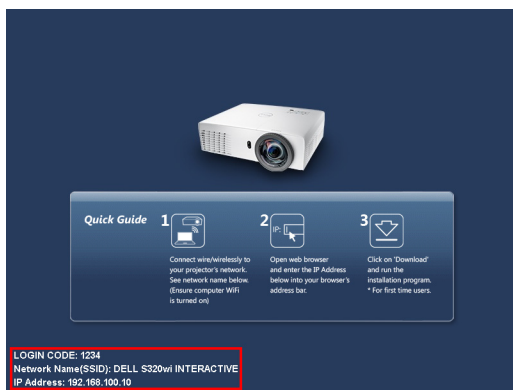 Quick Guide
1
2
IP:
3
Connect wire/wirelessly to
your projector's network.
See network name below.
(Ensure computer WiFi
is turned on)
Open web browser
and enter the IP Address
below into your browser's
address bar.
Click on 'Download'
and run the
installation program.
* For first time users.
LOGIN CODE: 1234
Network Name(SSID): DELL S320wi INTERACTIVE
IP Address: 192.168.100.10